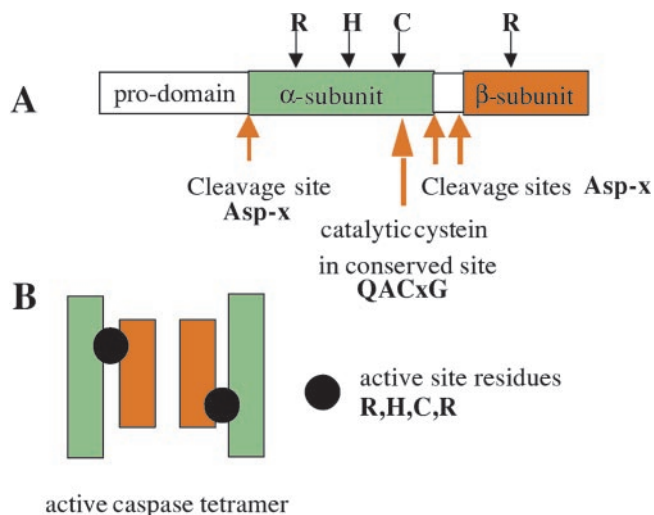 R H C R
A
pro-domain α-subunit β-subunit
Cleavage site
Asp-x
Cleavage sites Asp-x
catalytic cystein
in conserved site
QACxG
B
active site residues
R,H,C,R
active caspase tetramer